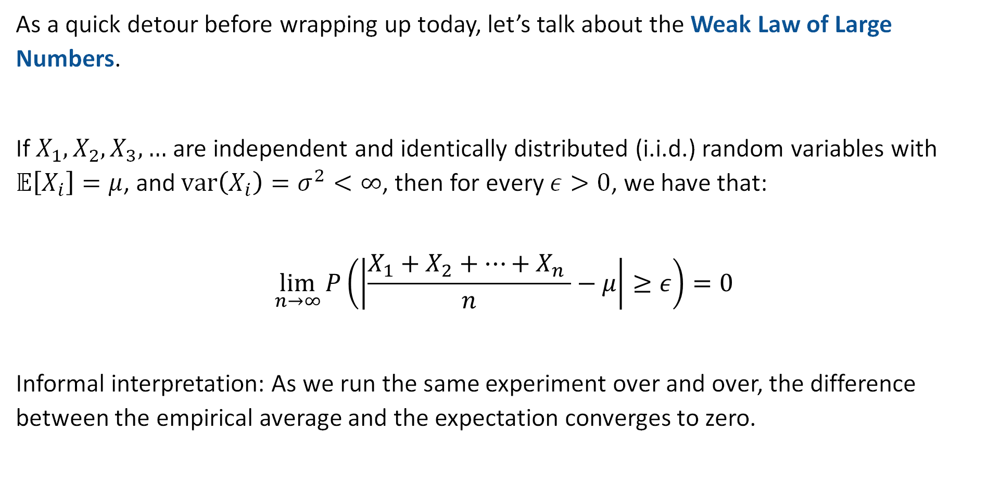 As a quick detour before wrapping up today, let’s talk about the Weak Law of Large
Numbers.
If X₁, X₂, X₃, … are independent and identically distributed (i.i.d.) random variables with
𝔼[Xᵢ] = μ, and var(Xᵢ) = σ² < ∞, then for every ϵ > 0, we have that:
lim n→∞ P(|(X₁ + X₂ + ⋯ + Xₙ)/n − μ| ≥ ϵ) = 0
Informal interpretation: As we run the same experiment over and over, the difference
between the empirical average and the expectation converges to zero.